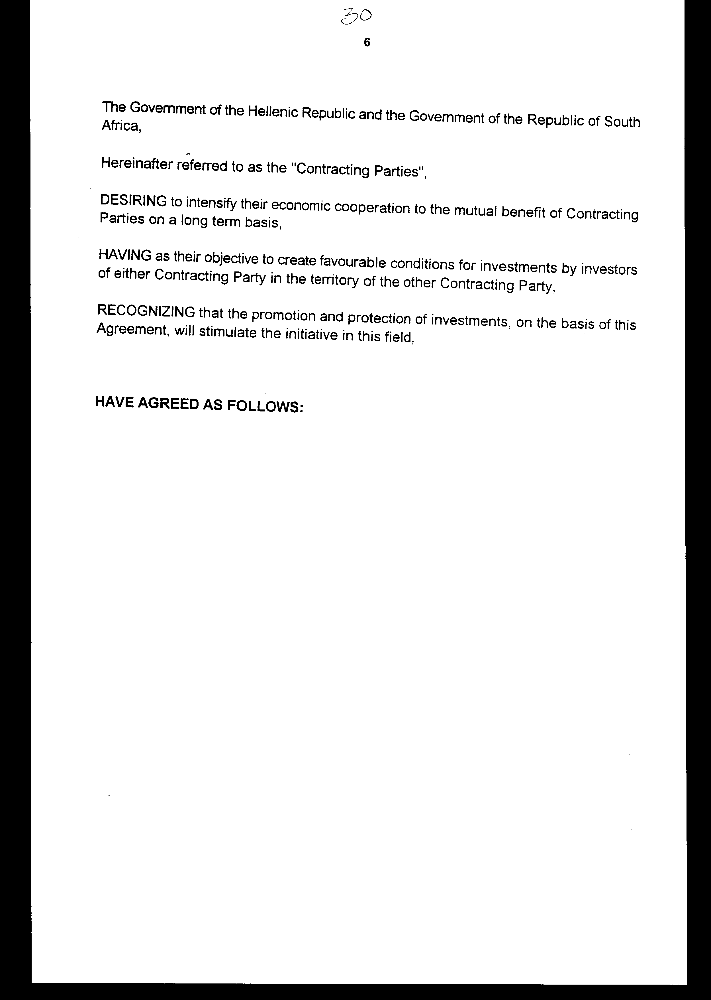 30
6
The Government of the Hellenic Republic and the Government of the Republic of South
Africa,
Hereinafter referred to as the "Contracting Parties",
DESIRING to intensify their economic cooperation to the mutual benefit of Contracting
Parties on a long term basis,
HAVING as their objective to create favourable conditions for investments by investors
of either Contracting Party in the territory of the other Contracting Party,
RECOGNIZING that the promotion and protection of investments, on the basis of this
Agreement, will stimulate the initiative in this field,
HAVE AGREED AS FOLLOWS: